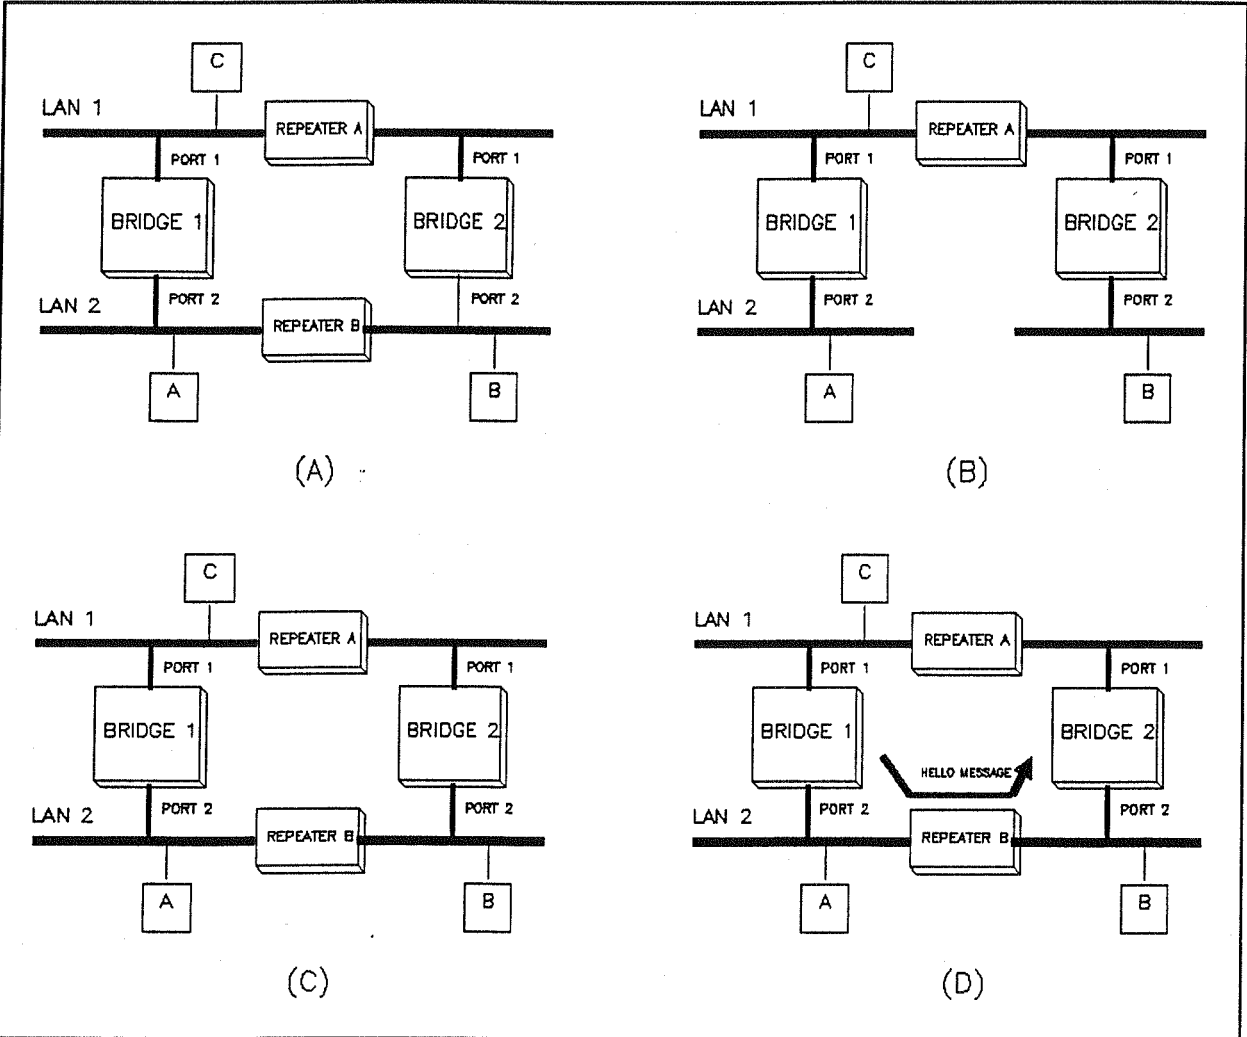 C
LAN 1
REPEATER A
PORT 1
PORT 1
BRIDGE 1
BRIDGE 2
PORT 2
PORT 2
LAN 2
REPEATER B
A
B
(A)
C
LAN 1
REPEATER A
PORT 1
PORT 1
BRIDGE 1
BRIDGE 2
PORT 2
PORT 2
LAN 2
A
B
(B)
C
LAN 1
REPEATER A
PORT 1
PORT 1
BRIDGE 1
BRIDGE 2
PORT 2
PORT 2
LAN 2
REPEATER B
A
B
(C)
C
LAN 1
REPEATER A
PORT 1
PORT 1
BRIDGE 1
BRIDGE 2
HELLO MESSAGE
PORT 2
PORT 2
LAN 2
REPEATER B
A
B
(D)